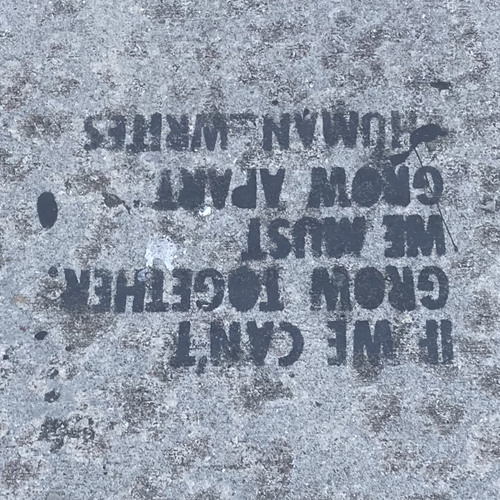 IF WE CAN'T
GROW TOGETHER.
WE MUST
GROW APART
HUMAN_WRITES